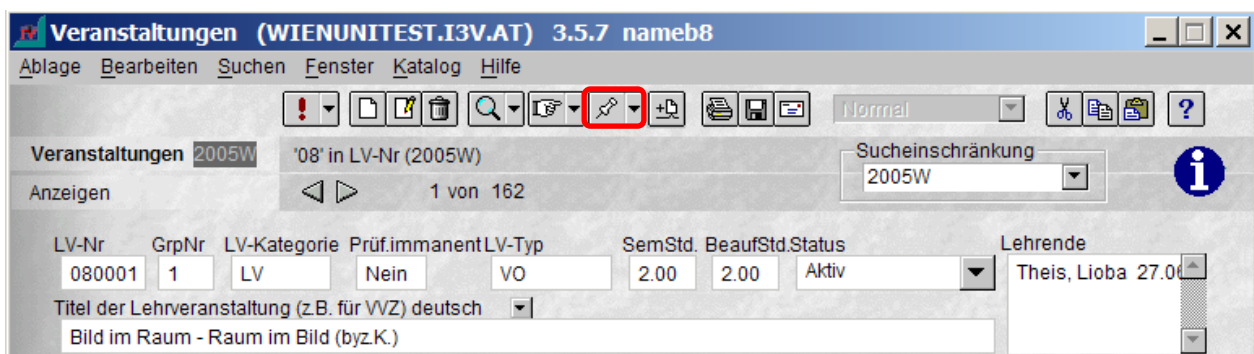 Veranstaltungen (WIENUNITEST.I3V.AT) 3.5.7 nameb8
Ablage Bearbeiten Suchen Fenster Katalog Hilfe
Normal
Veranstaltungen 2005W '08' in LV-Nr (2005W) Sucheinschränkung
2005W
Anzeigen 1 von 162
LV-Nr GrpNr LV-Kategorie Prüf.immanent LV-Typ SemStd. BeaufStd. Status Lehrende
080001 1 LV Nein VO 2.00 2.00 Aktiv Theis, Lioba
Titel der Lehrveranstaltung (z.B. für VVZ) deutsch
Bild im Raum - Raum im Bild (byz.K.)